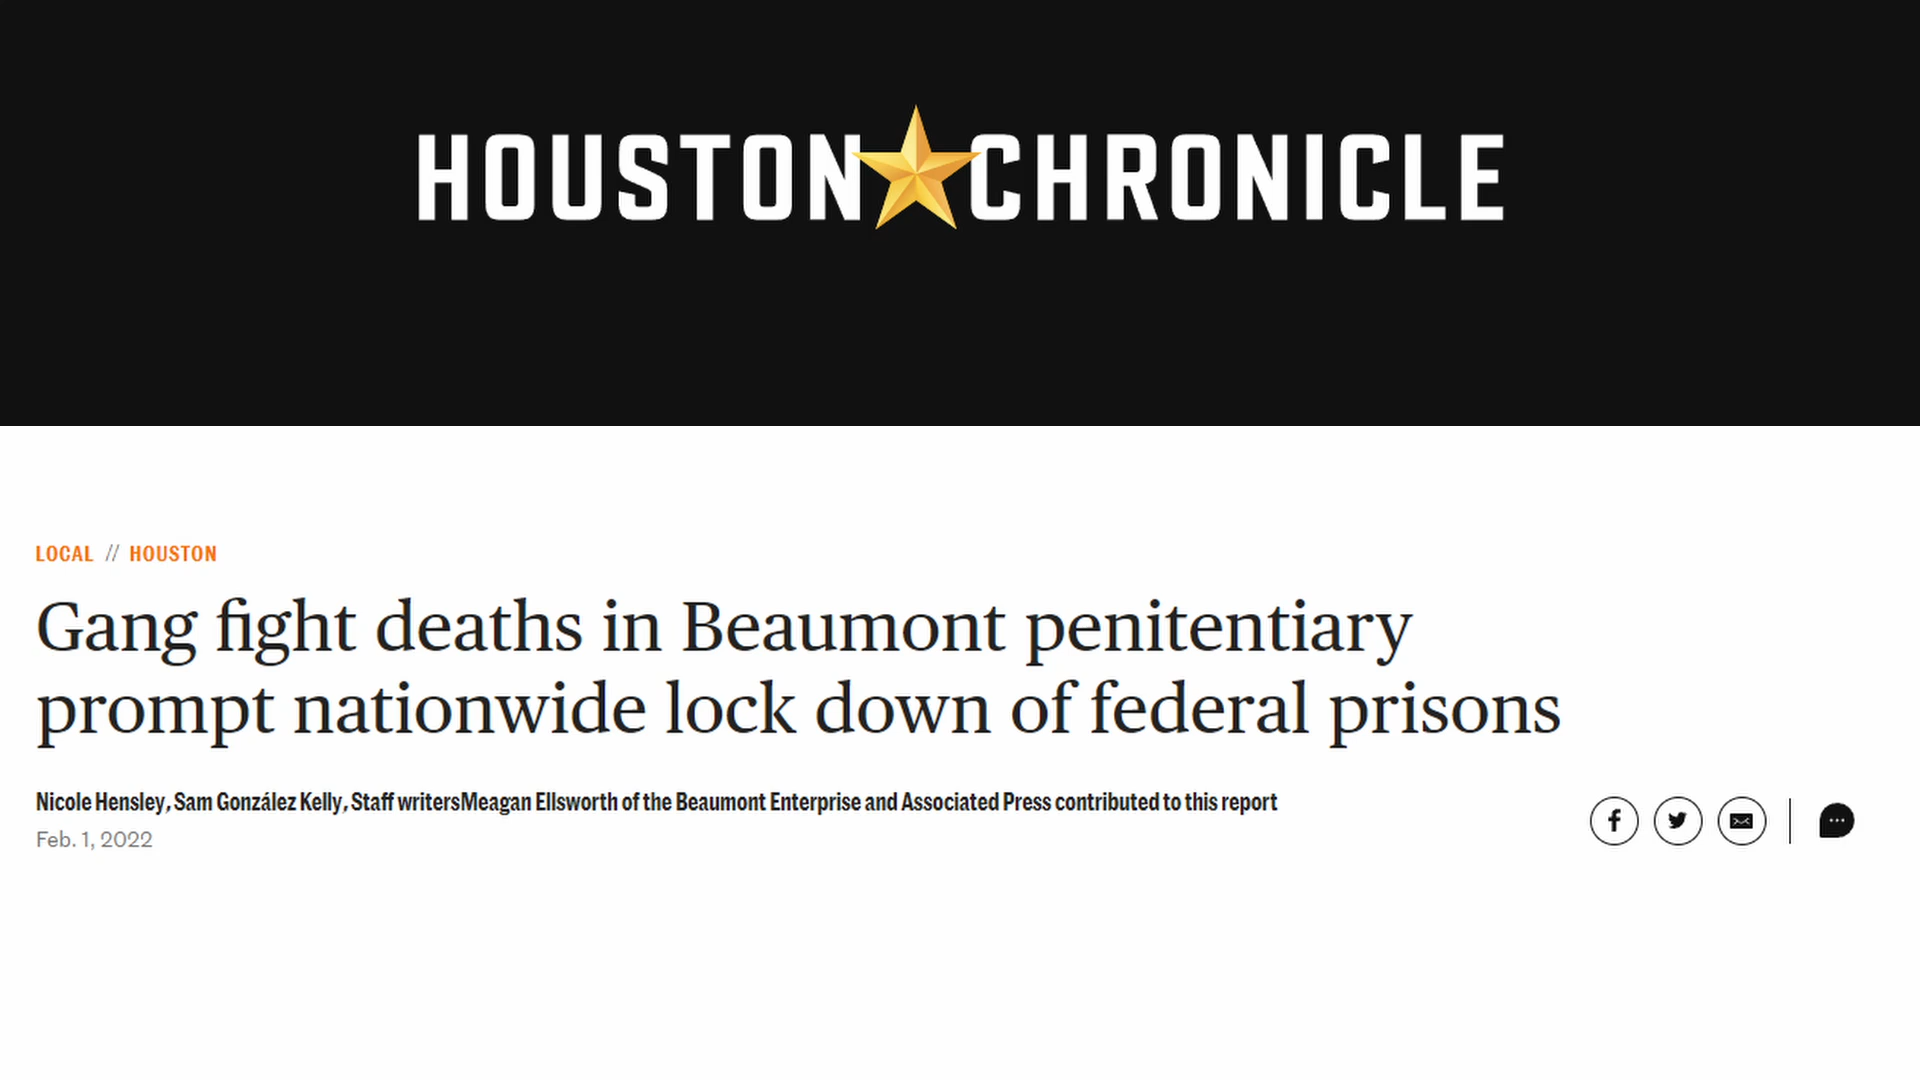 HOUSTON CHRONICLE
LOCAL // HOUSTON
Gang fight deaths in Beaumont penitentiary
prompt nationwide lock down of federal prisons
Nicole Hensley, Sam González Kelly, Staff writersMeagan Ellsworth of the Beaumont Enterprise and Associated Press contributed to this report
Feb. 1, 2022